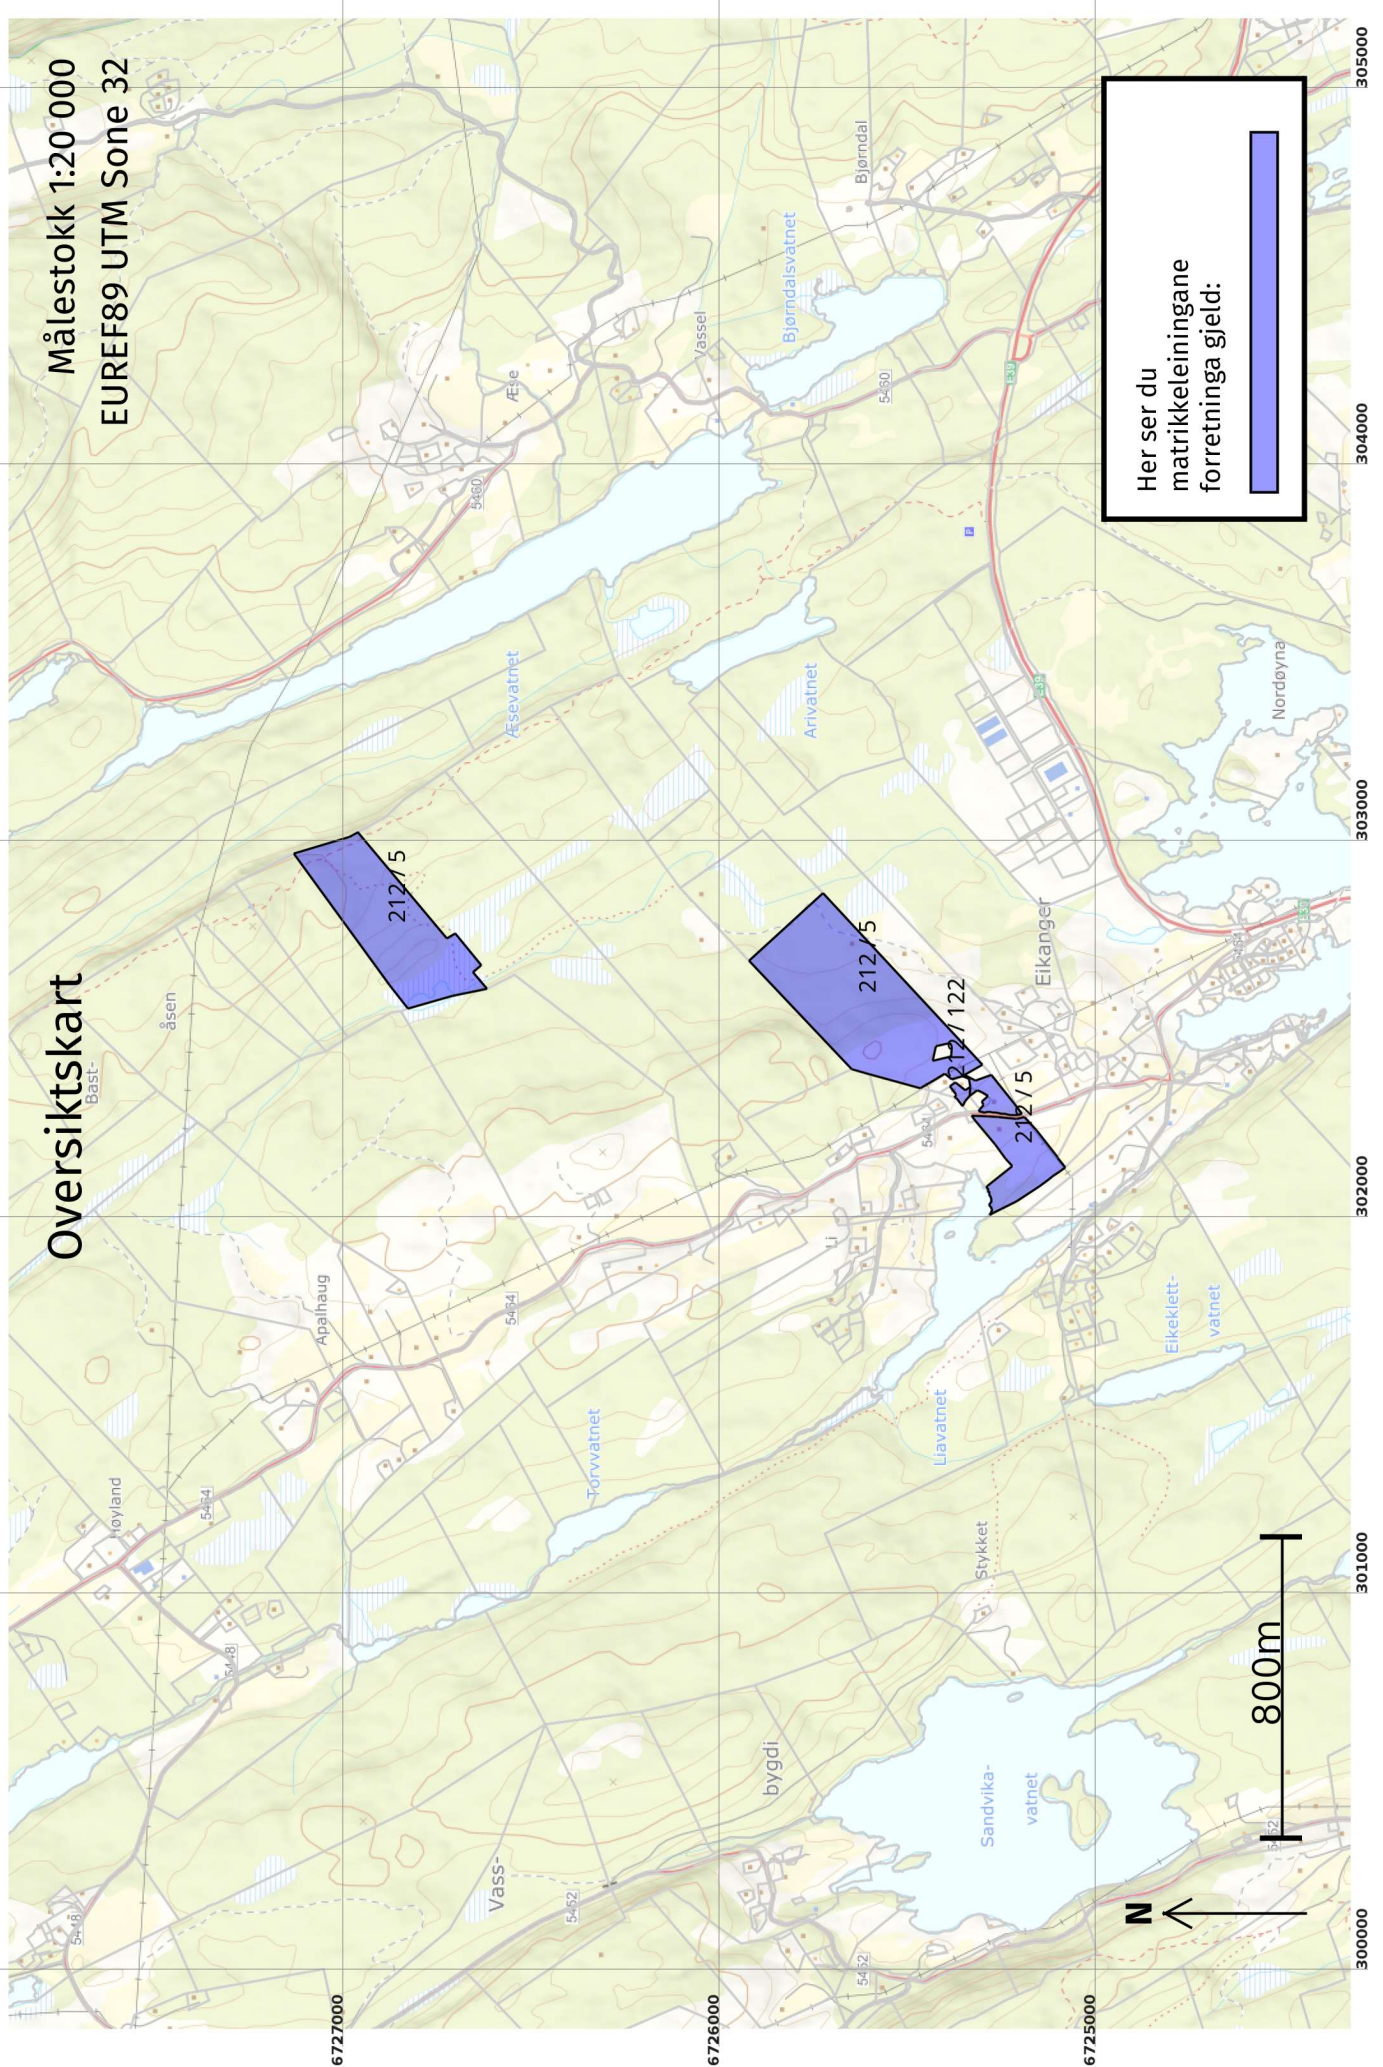 Oversiktskart
Målestokk 1:20 000
EUREF89 UTM Sone 32
Bast-
åsen
Høyland
Apalhaug
Æse
Vassel
Bjørndal
Bjørndalsvatnet
Æsevatnet
Arivatnet
Torvvatnet
Liavatnet
Li
Eikanger
Nordøyna
Eikeklett-
vatnet
Stykket
Vass-
bygdi
Sandvika-
vatnet
5448
5448
5464
5464
5464
5464
5460
5460
5452
5452
E39
E39
E39
P
212 / 5
212 / 5
212 / 122
212 / 5
Her ser du
matrikkeleiningane
forretninga gjeld:
800m
N
6727000
6726000
6725000
300000
301000
302000
303000
304000
305000